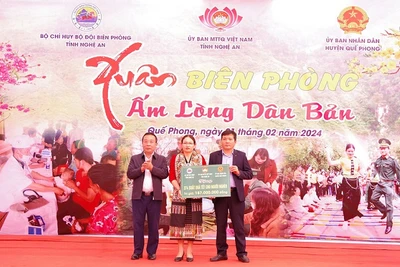 BỘ CHỈ HUY BỘ ĐỘI BIÊN PHÒNG
TỈNH NGHỆ AN
ỦY BAN MTTQ VIỆT NAM
TỈNH NGHỆ AN
ỦY BAN NHÂN DÂN
HUYỆN QUẾ PHONG
Xuân BIÊN PHÒNG
Ấm Lòng Dân Bản
Quế Phong, ngày
tháng 02 năm 2024